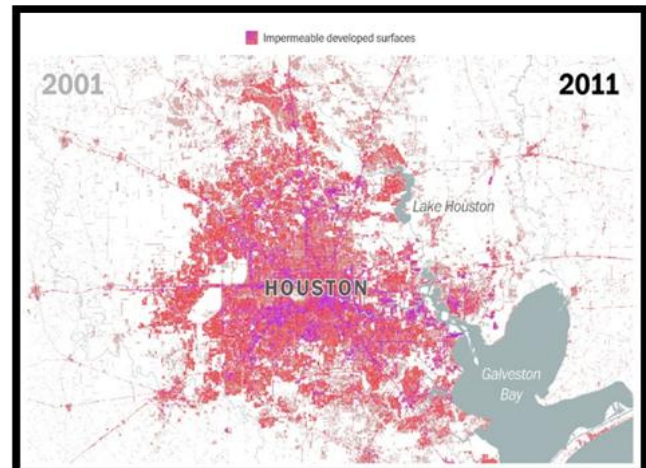 Impermeable developed surfaces
2001
2011
Lake Houston
HOUSTON
Galveston
Bay